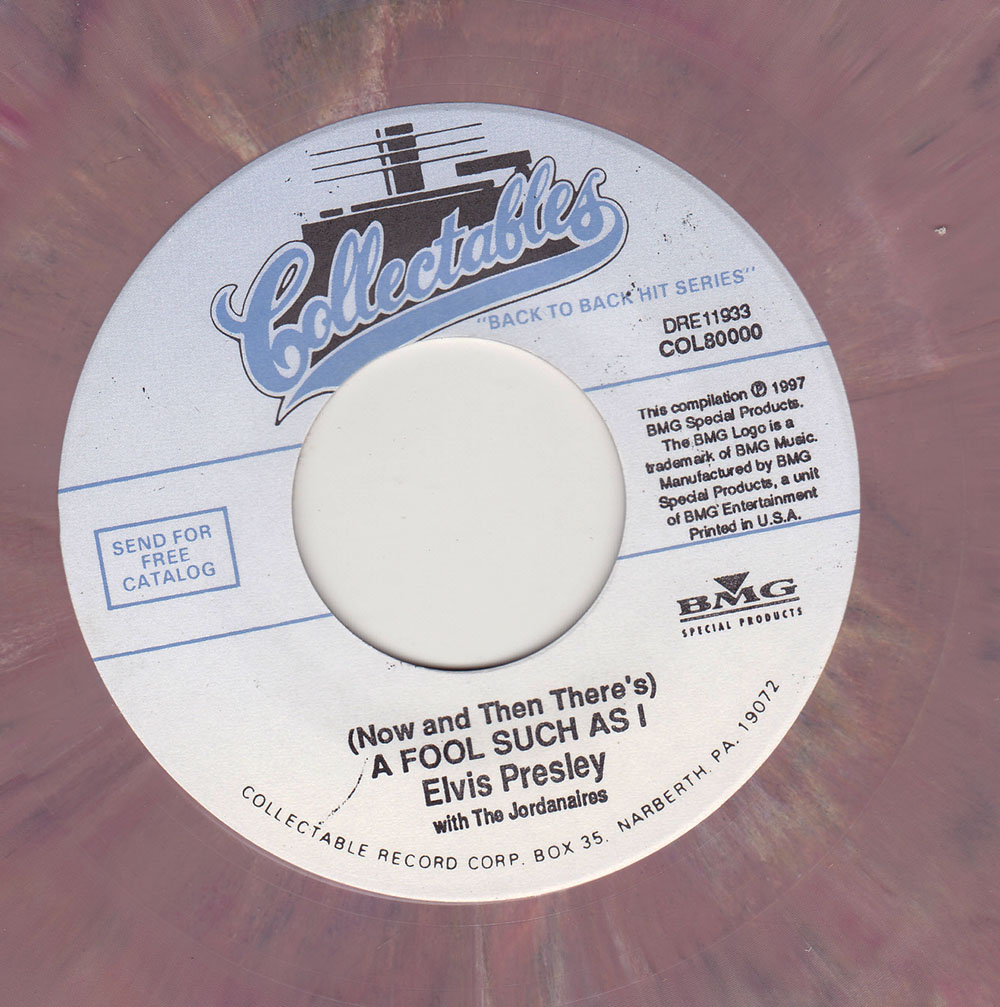 Collectables
"BACK TO BACK HIT SERIES"
DRE11933
COL80000
This compilation ℗ 1997
BMG Special Products.
The BMG Logo is a
trademark of BMG Music.
Manufactured by BMG
Special Products, a unit
of BMG Entertainment
Printed in U.S.A.
SEND FOR
FREE
CATALOG
BMG
SPECIAL PRODUCTS
(Now and Then There's)
A FOOL SUCH AS I
Elvis Presley
with The Jordanaires
COLLECTABLE RECORD CORP. BOX 35, NARBERTH, PA. 19072